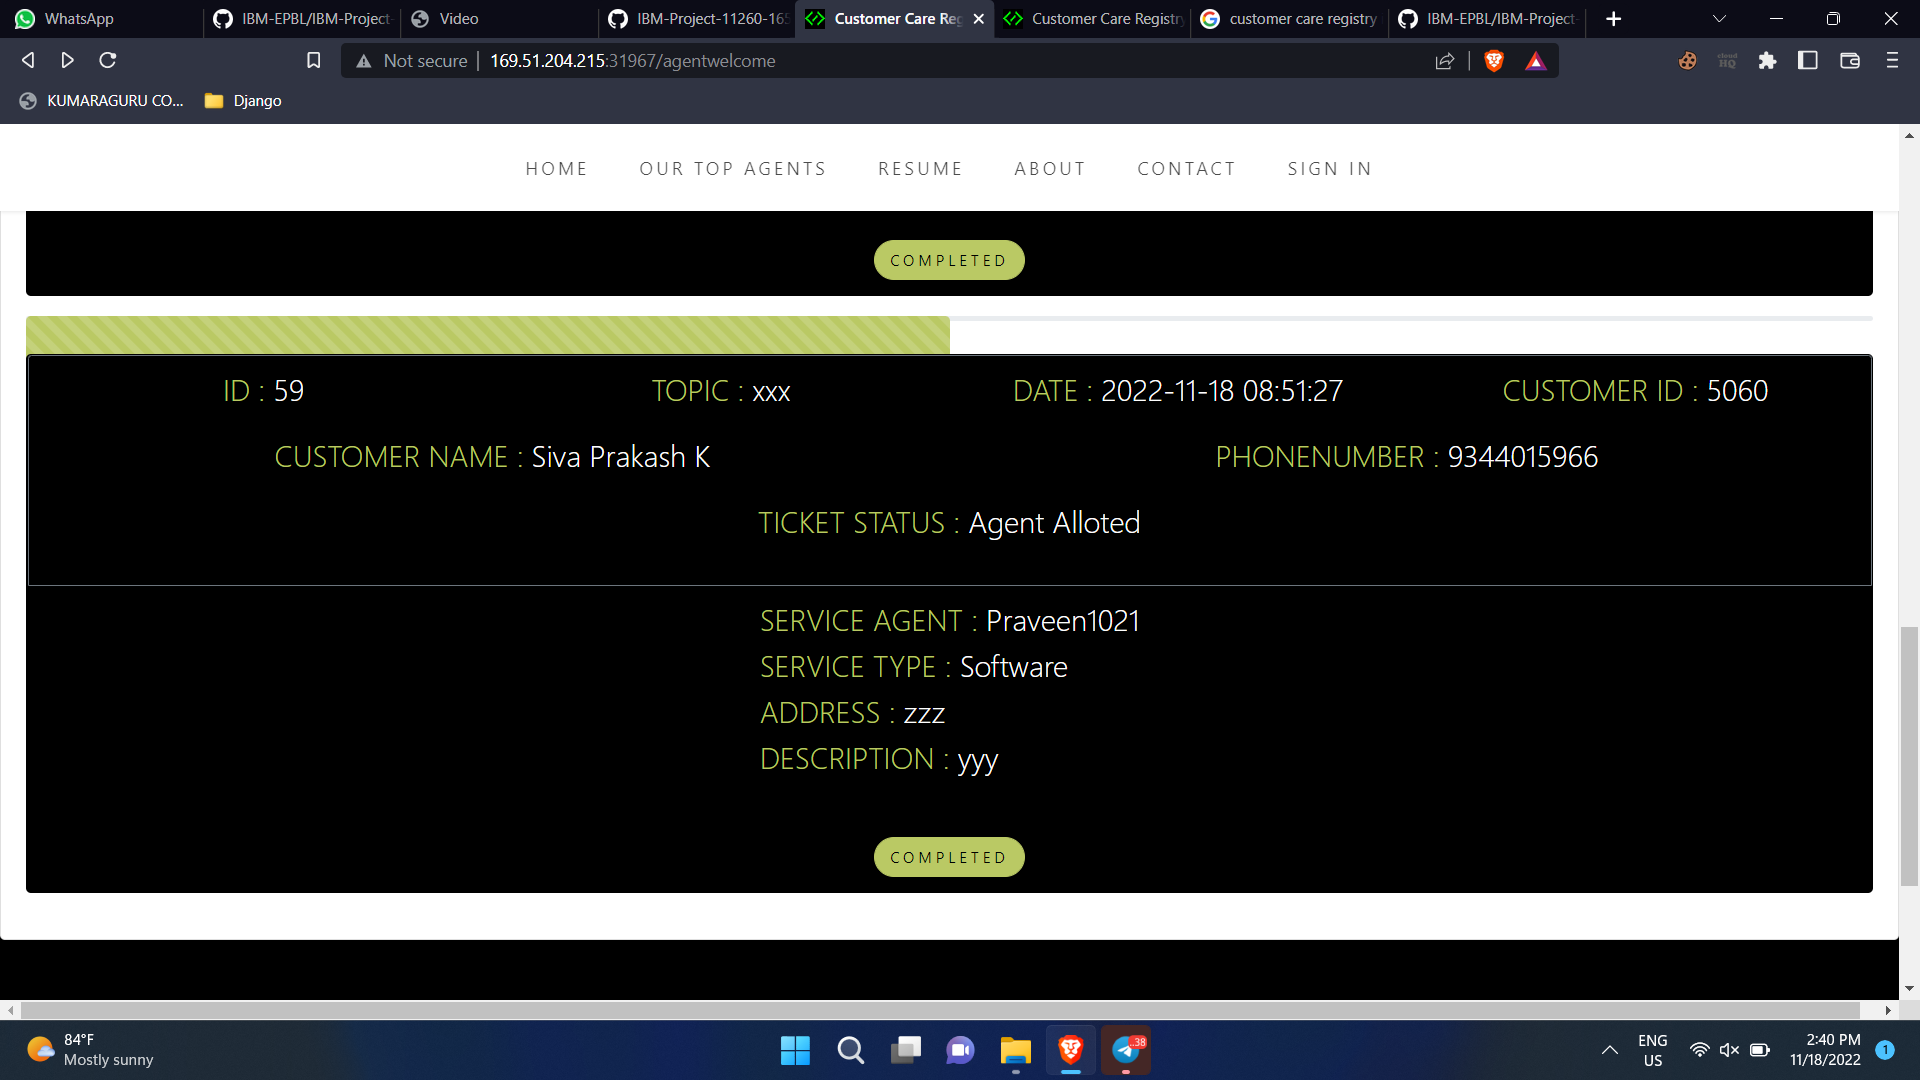 WhatsApp
IBM-EPBL/IBM-Project-
Video
IBM-Project-11260-165
Customer Care Reg
Customer Care Registry
customer care registry
IBM-EPBL/IBM-Project-
Not secure
169.51.204.215:31967/agentwelcome
cloud
HQ
KUMARAGURU CO...
Django
HOME
OUR TOP AGENTS
RESUME
ABOUT
CONTACT
SIGN IN
COMPLETED
ID : 59
TOPIC : xxx
DATE : 2022-11-18 08:51:27
CUSTOMER ID : 5060
CUSTOMER NAME : Siva Prakash K
PHONENUMBER : 9344015966
TICKET STATUS : Agent Alloted
SERVICE AGENT : Praveen1021
SERVICE TYPE : Software
ADDRESS : zzz
DESCRIPTION : yyy
COMPLETED
84°F
Mostly sunny
38
ENG
US
2:40 PM
11/18/2022
1